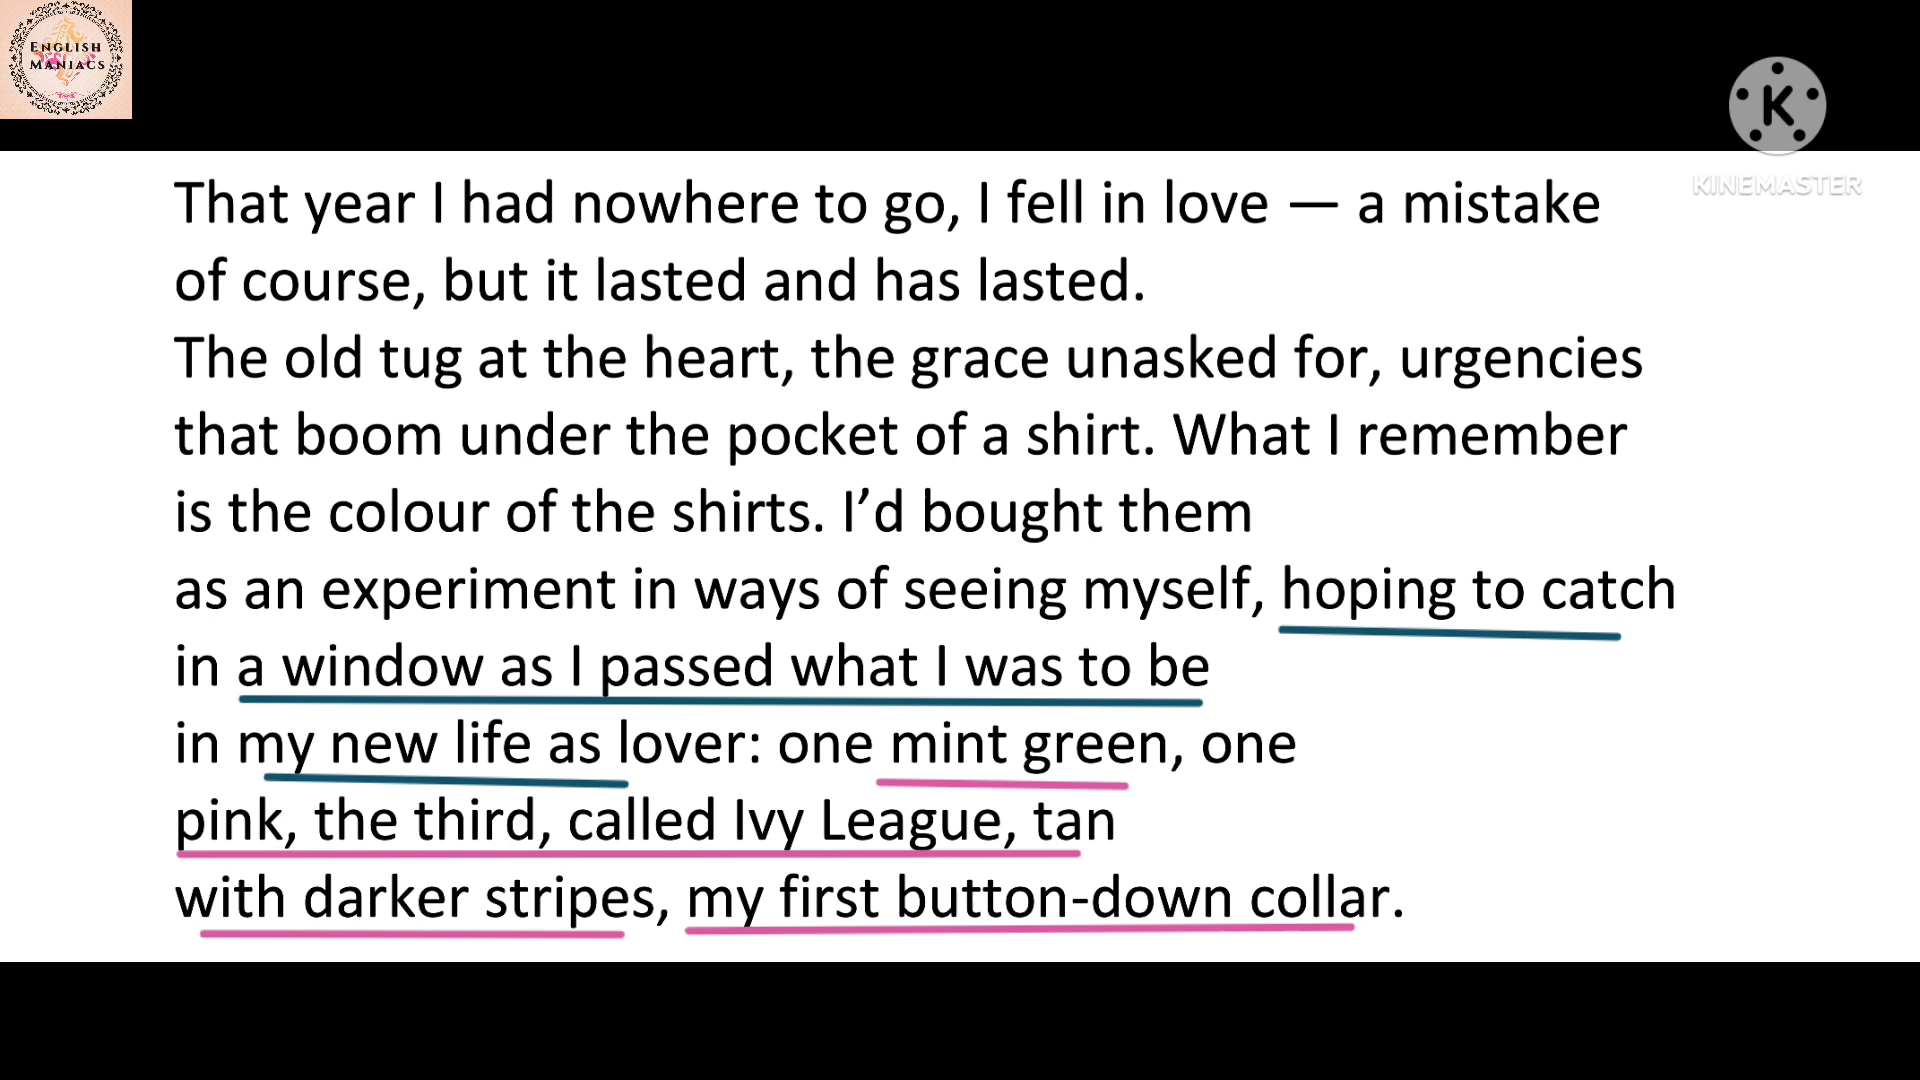 ENGLISH
MANIACS
KINEMASTER
That year I had nowhere to go, I fell in love — a mistake
of course, but it lasted and has lasted.
The old tug at the heart, the grace unasked for, urgencies
that boom under the pocket of a shirt. What I remember
is the colour of the shirts. I’d bought them
as an experiment in ways of seeing myself, hoping to catch
in a window as I passed what I was to be
in my new life as lover: one mint green, one
pink, the third, called Ivy League, tan
with darker stripes, my first button-down collar.